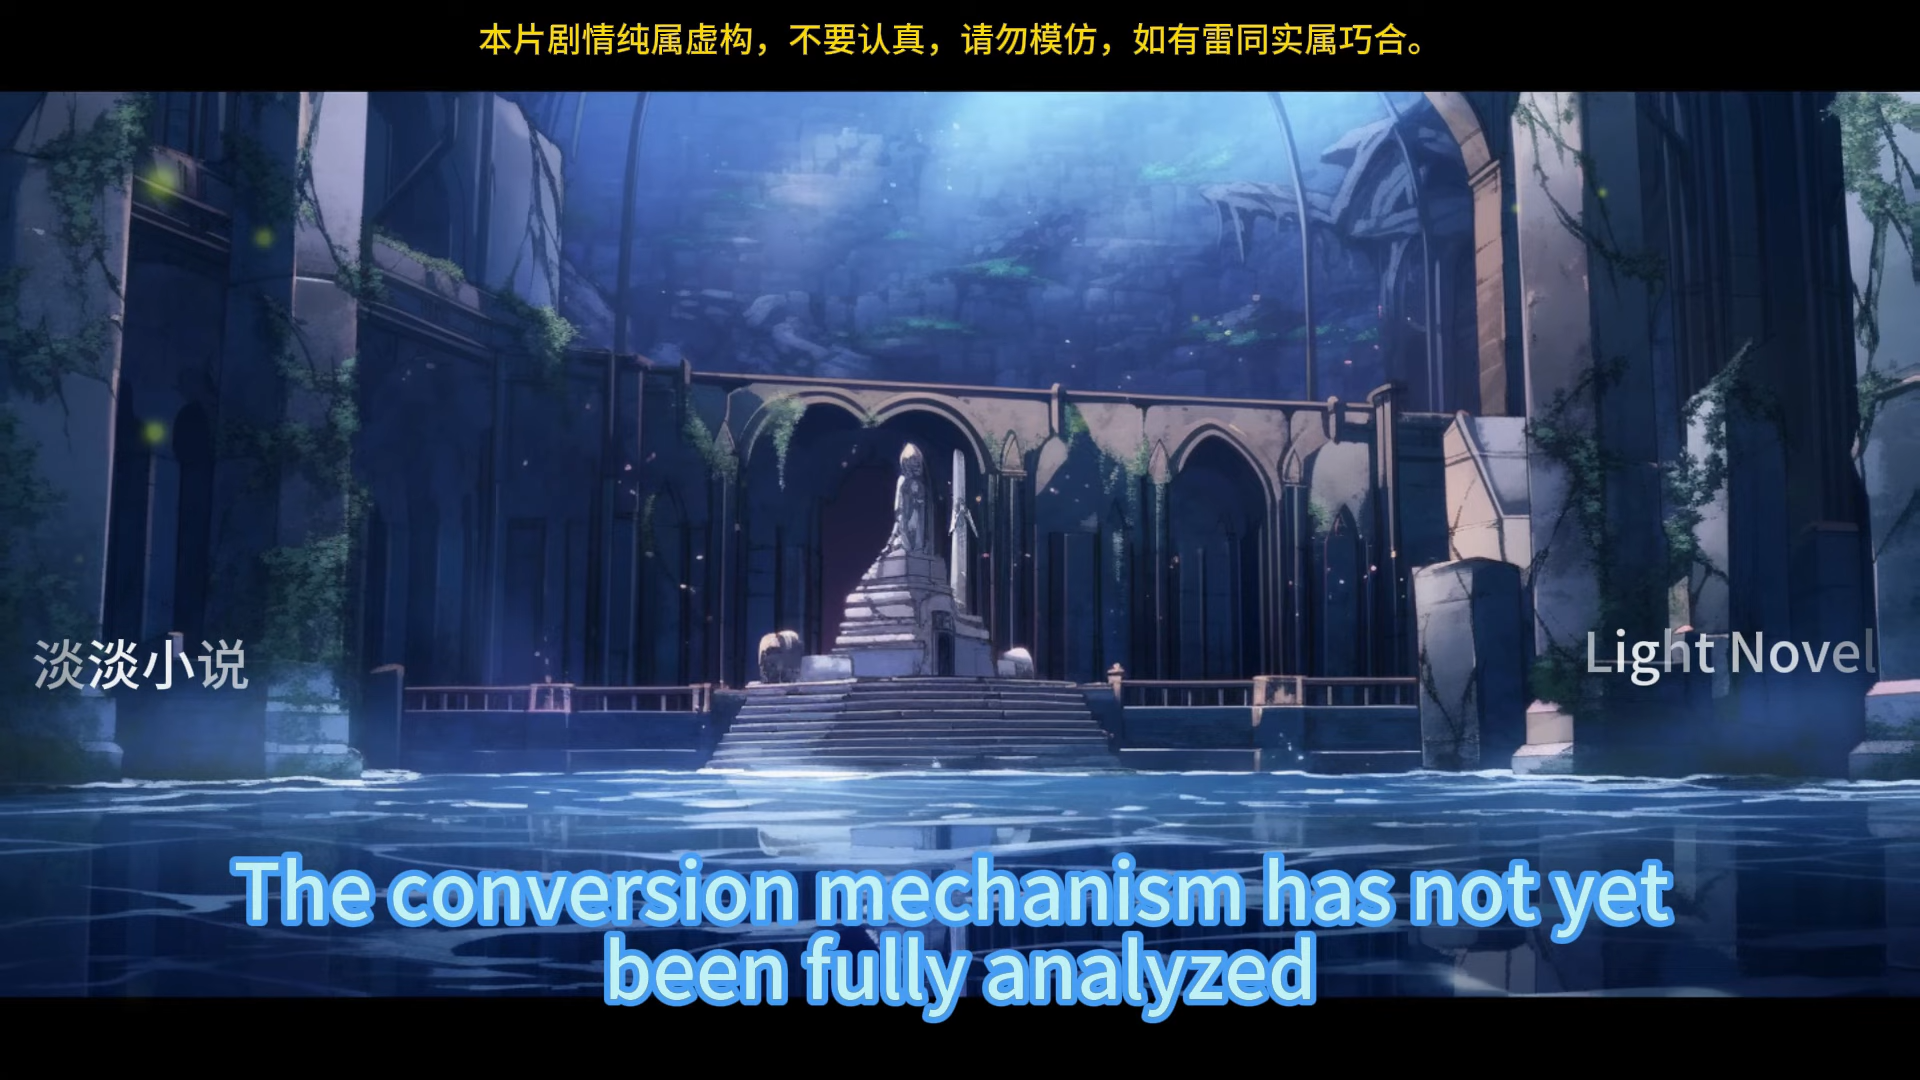 本片剧情纯属虚构，不要认真，请勿模仿，如有雷同实属巧合。
淡淡小说
Light Novel
The conversion mechanism has not yet
been fully analyzed